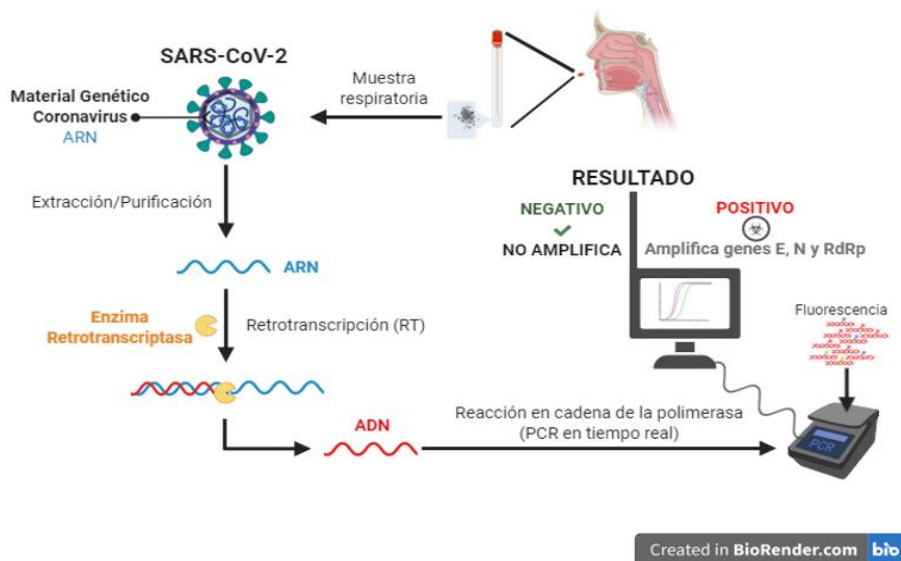 SARS-CoV-2
Muestra
respiratoria
Material Genético
Coronavirus
ARN
Extracción/Purificación
ARN
Enzima
Retrotranscriptasa
Retrotranscripción (RT)
ADN
Reacción en cadena de la polimerasa
(PCR en tiempo real)
RESULTADO
NEGATIVO
NO AMPLIFICA
POSITIVO
Amplifica genes E, N y RdRp
Fluorescencia
PCR
Created in BioRender.com bio